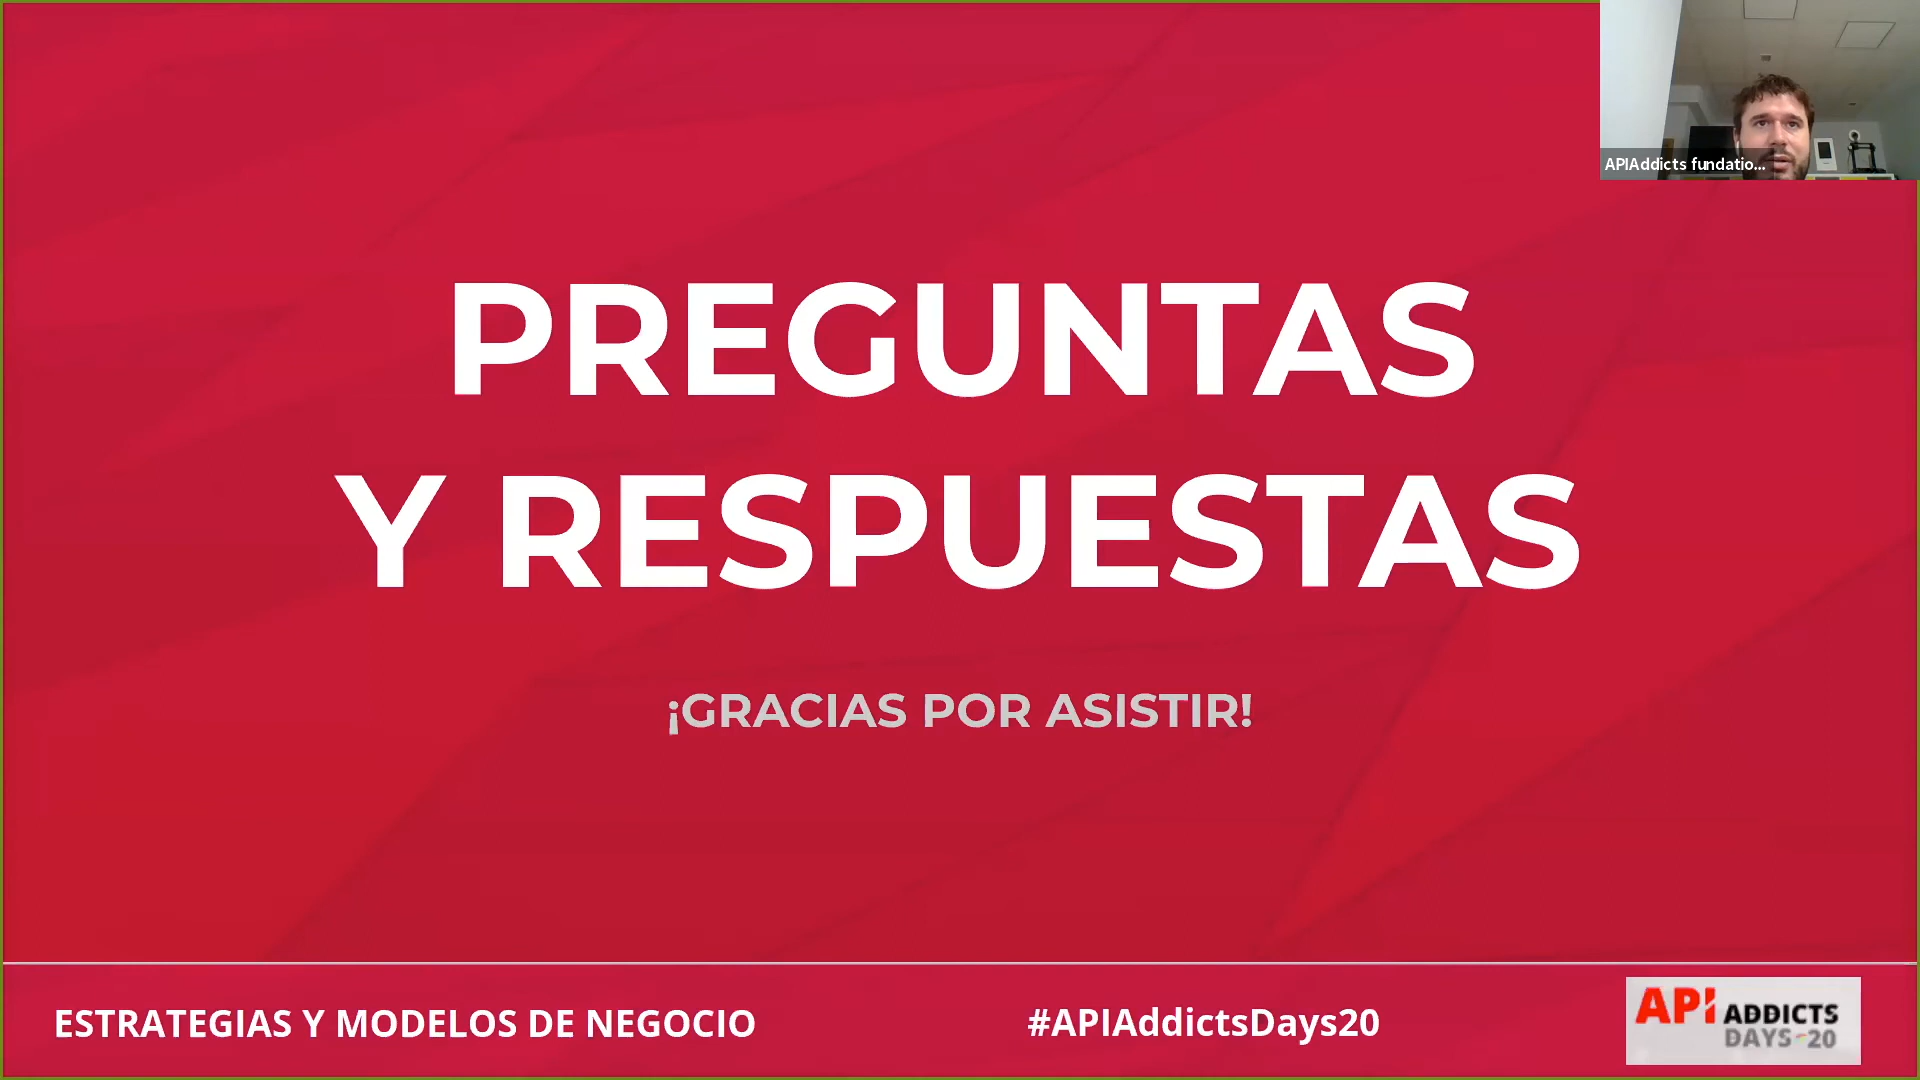 APIAddicts fundatio...
PREGUNTAS
Y RESPUESTAS
¡GRACIAS POR ASISTIR!
ESTRATEGIAS Y MODELOS DE NEGOCIO
#APIAddictsDays20
API ADDICTS
DAYS 20